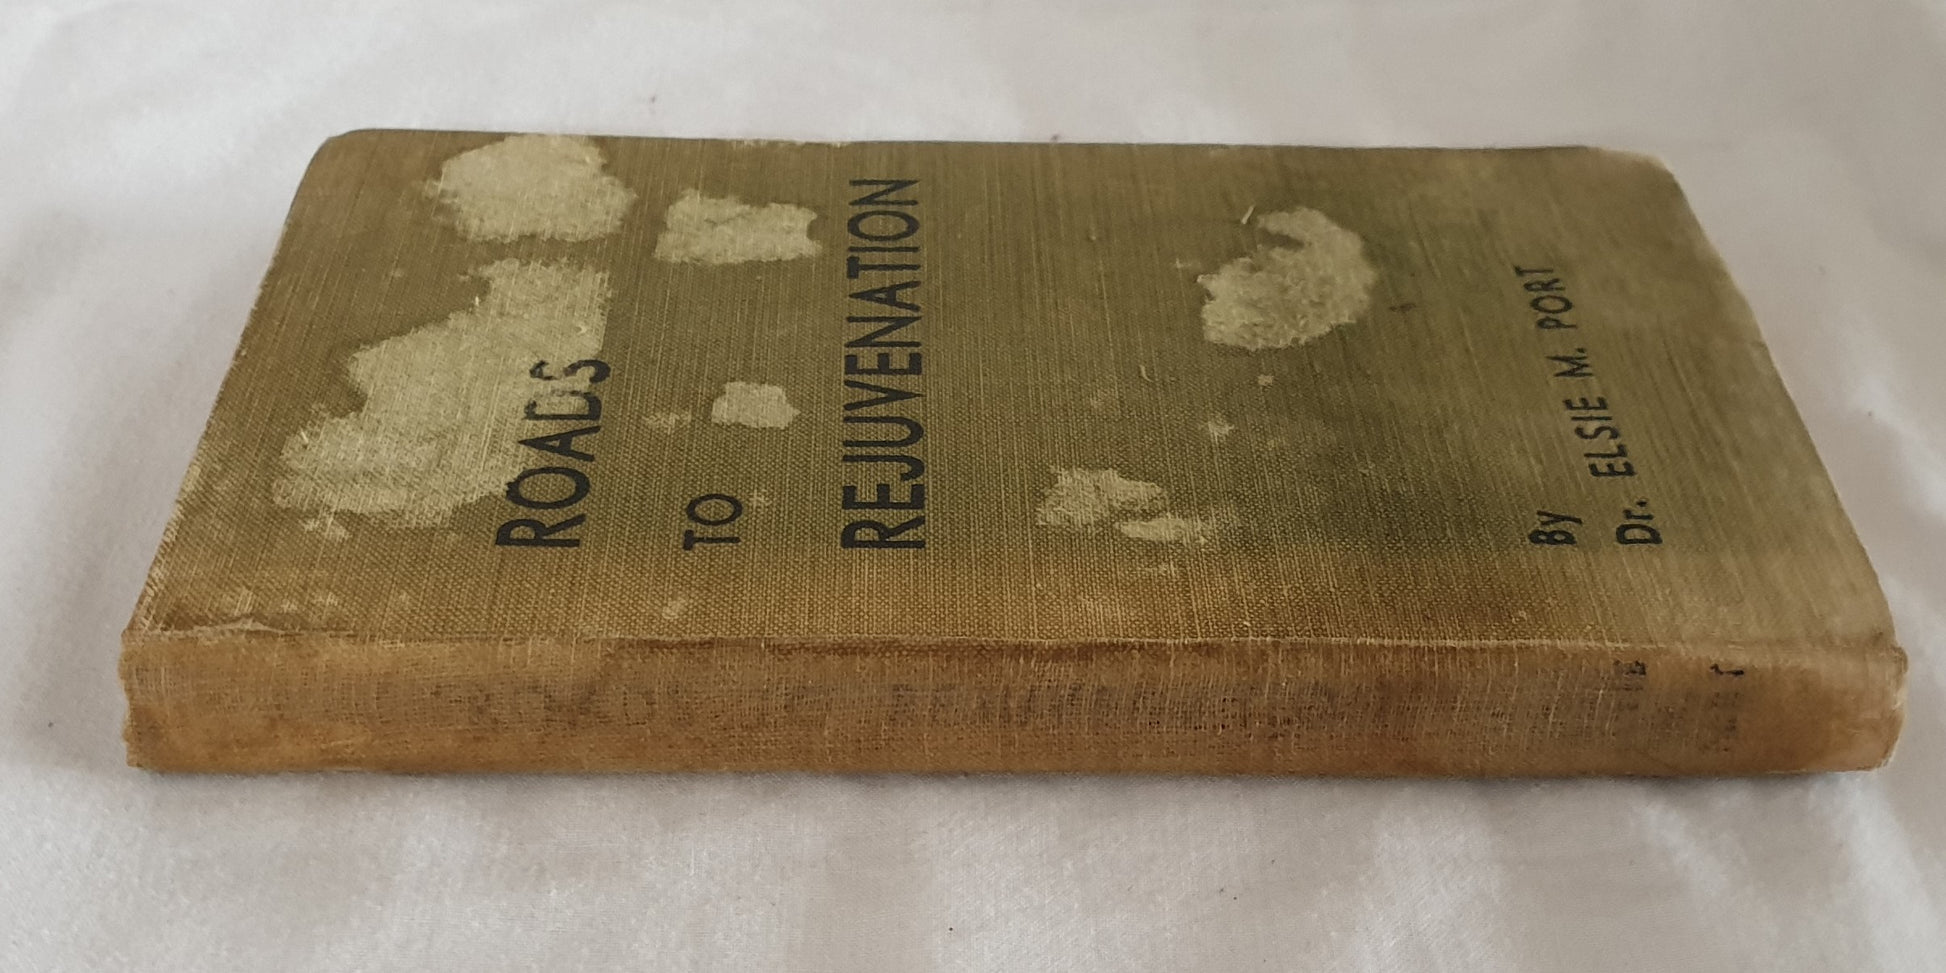 ROADS
TO
REJUVENATION
By
Dr. ELSIE M. PORT